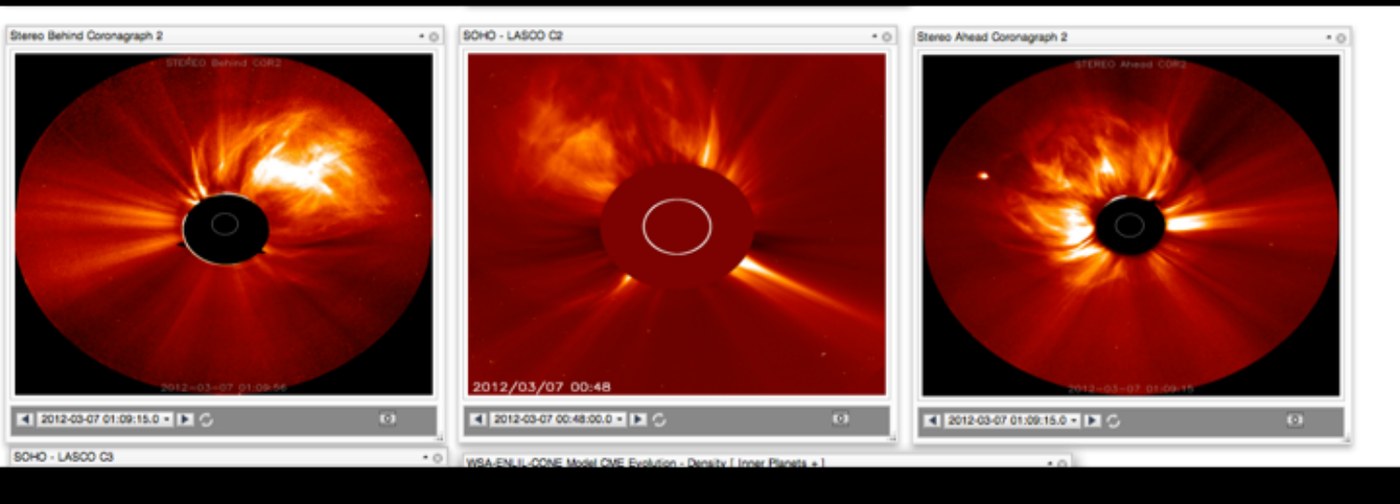 Stereo Behind Coronagraph 2
SOHO - LASCO C2
Stereo Ahead Coronagraph 2
STEREO Behind COR2
STEREO Ahead COR2
2012-03-07 01:09:56
2012/03/07 00:48
2012-03-07 01:09:15
2012-03-07 01:09:15.0
2012-03-07 00:48:00.0
2012-03-07 01:09:15.0
SOHO - LASCO C3
WSA-ENLIL-CONE Model CME Evolution - Density [ Inner Planets + ]